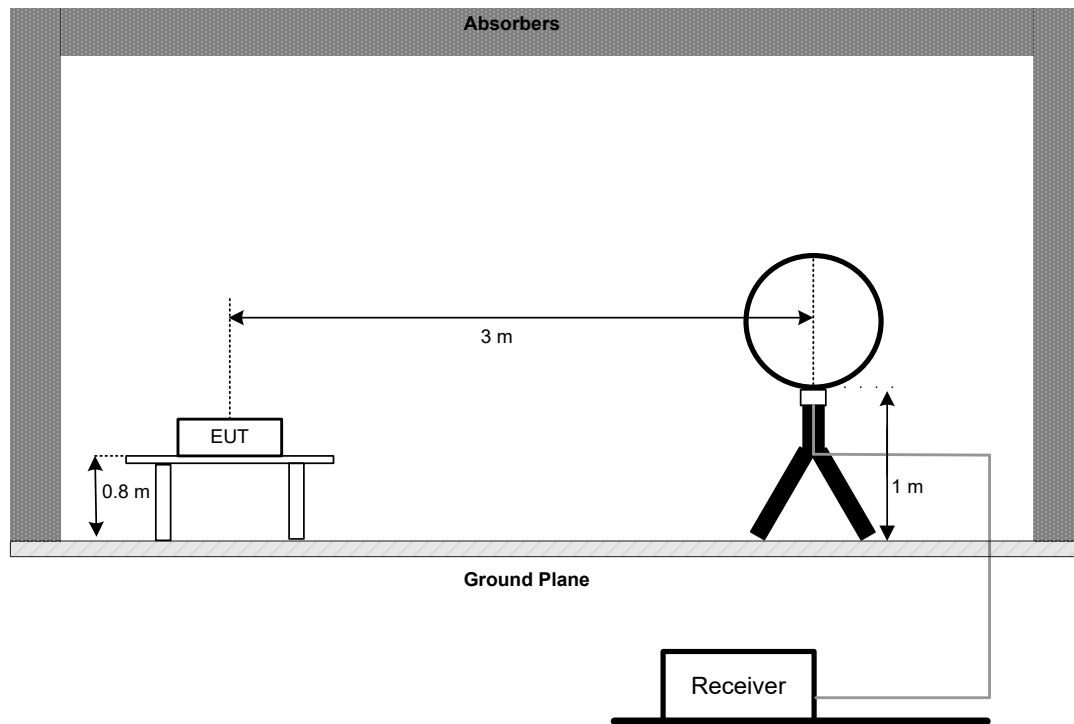 Absorbers
3 m
EUT
0.8 m
1 m
Ground Plane
Receiver